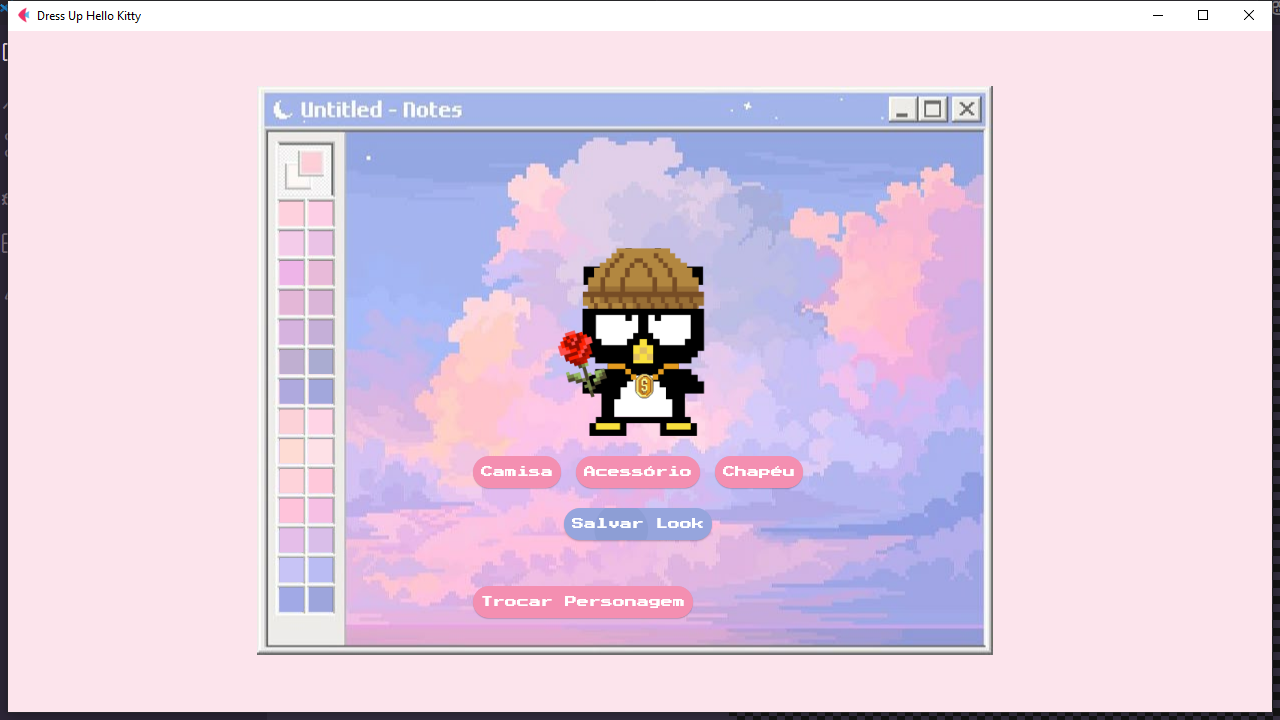 Dress Up Hello Kitty
Untitled - Notes
Camisa Acessório Chapéu
Salvar Look
Trocar Personagem